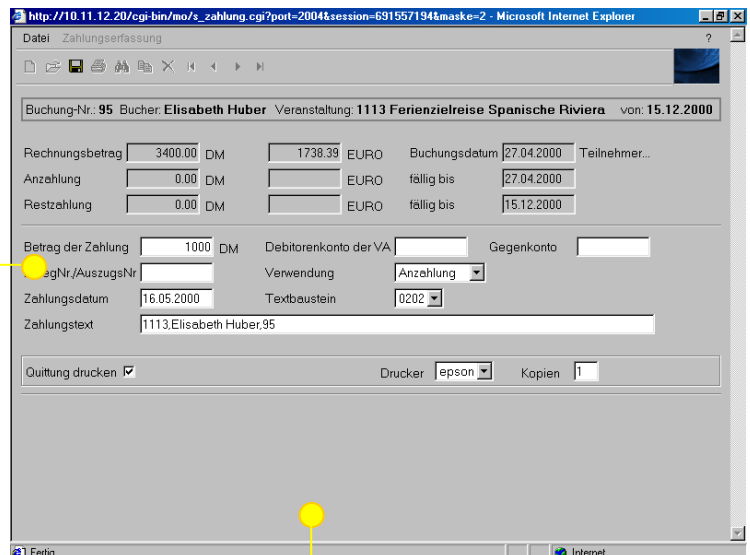 http://10.11.12.20/cgi-bin/mo/s_zahlung.cgi?port=2004&session=691557194&maske=2 - Microsoft Internet Explorer
Datei Zahlungserfassung ?
Buchung-Nr.: 95 Bucher: Elisabeth Huber Veranstaltung: 1113 Ferienzielreise Spanische Riviera von: 15.12.2000
Rechnungsbetrag 3400.00 DM 1738.39 EURO Buchungsdatum 27.04.2000 Teilnehmer...
Anzahlung 0.00 DM EURO fällig bis 27.04.2000
Restzahlung 0.00 DM EURO fällig bis 15.12.2000
Betrag der Zahlung 1000 DM Debitorenkonto der VA Gegenkonto
egNr./AuszugsNr Verwendung Anzahlung
Zahlungsdatum 16.05.2000 Textbaustein 0202
Zahlungstext 1113,Elisabeth Huber,95
Quittung drucken Drucker epson Kopien 1
Fertig Internet